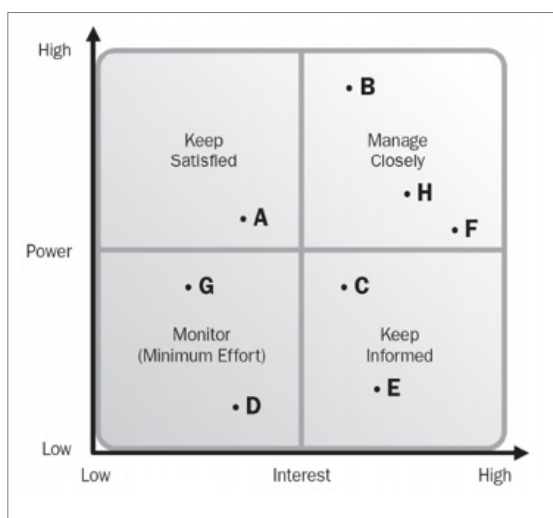 High
• B
Keep
Satisfied
Manage
Closely
• H
• A
• F
Power
• G
• C
Monitor
(Minimum Effort)
Keep
Informed
• E
• D
Low
Low
Interest
High